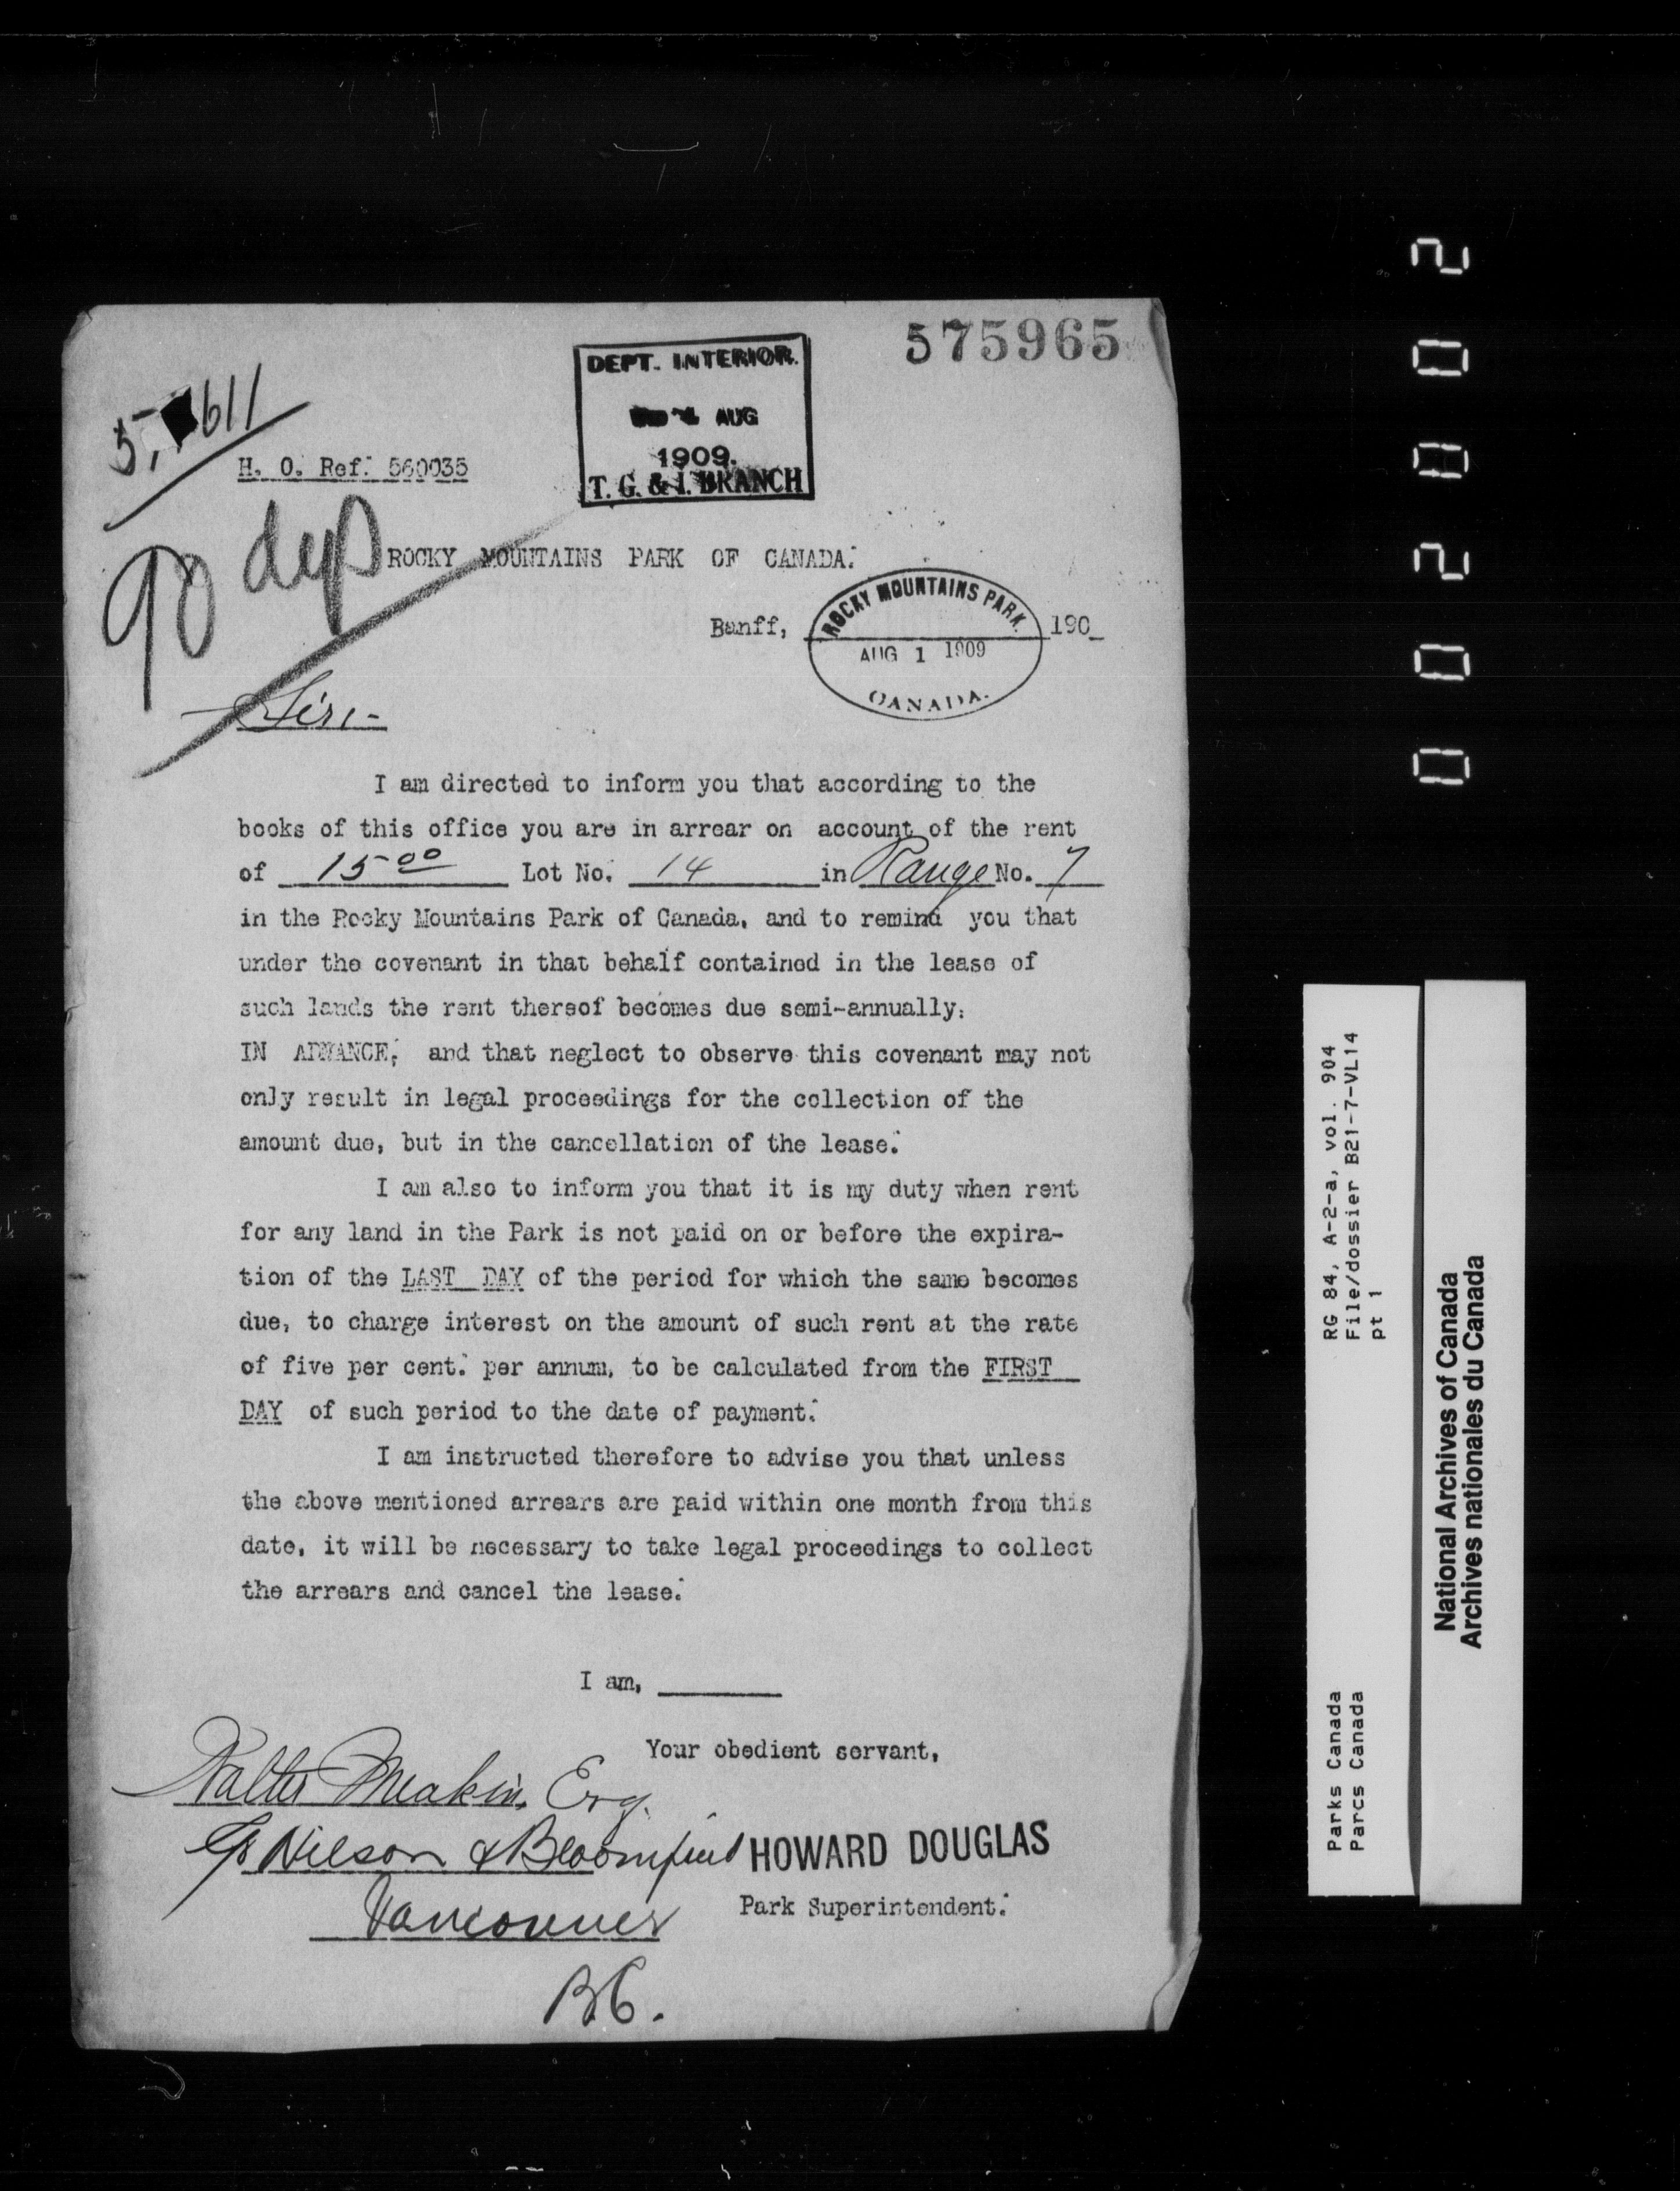 575965
DEPT. INTERIOR.
AUG
1909.
T. G. & I. BRANCH
611
H. O. Ref. 560035
90 days
ROCKY MOUNTAINS PARK OF CANADA.
Banff, 190_
ROCKY MOUNTAINS PARK.
AUG 1 1909
CANADA.
Sir:-
I am directed to inform you that according to the
books of this office you are in arrear on account of the rent
of 15 00 Lot No. 14 in Range No. 7
in the Rocky Mountains Park of Canada, and to remind you that
under the covenant in that behalf contained in the lease of
such lands the rent thereof becomes due semi-annually.
IN ADVANCE, and that neglect to observe this covenant may not
only result in legal proceedings for the collection of the
amount due, but in the cancellation of the lease.
I am also to inform you that it is my duty when rent
for any land in the Park is not paid on or before the expira-
tion of the LAST DAY of the period for which the same becomes
due, to charge interest on the amount of such rent at the rate
of five per cent. per annum, to be calculated from the FIRST
DAY of such period to the date of payment.
I am instructed therefore to advise you that unless
the above mentioned arrears are paid within one month from this
date, it will be necessary to take legal proceedings to collect
the arrears and cancel the lease.
I am,
Your obedient servant,
Walter Meakin, Esq.
c/o Wilson & Bloomfield
HOWARD DOUGLAS
Vancouver
Park Superintendent.
B.C.
002002
RG 84, A-2-a, vol. 904
File/dossier B21-7-VL14
pt 1
Parks Canada
Parcs Canada
National Archives of Canada
Archives nationales du Canada